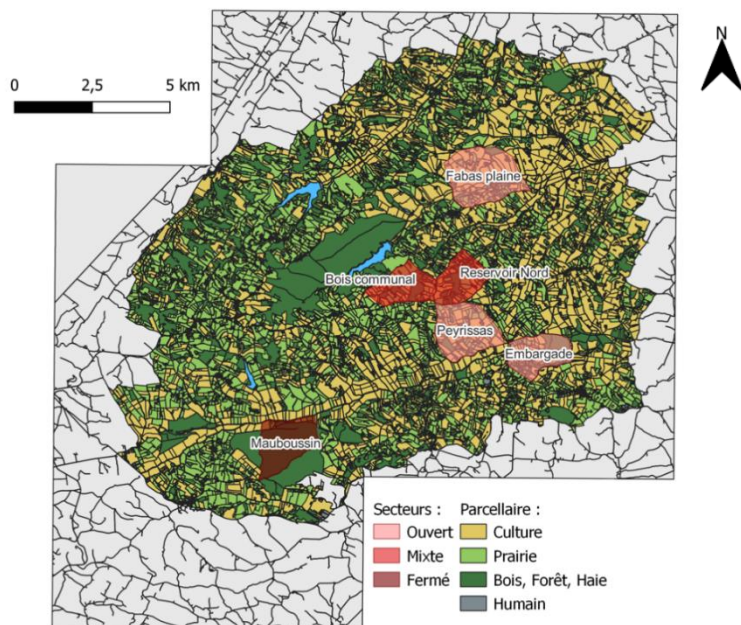 N
0 2,5 5 km
Fabas plaine
Bois communal
Reservoir Nord
Peyrissas
Embargade
Mauboussin
Secteurs : Parcellaire :
Ouvert Culture
Mixte Prairie
Fermé Bois, Forêt, Haie
Humain